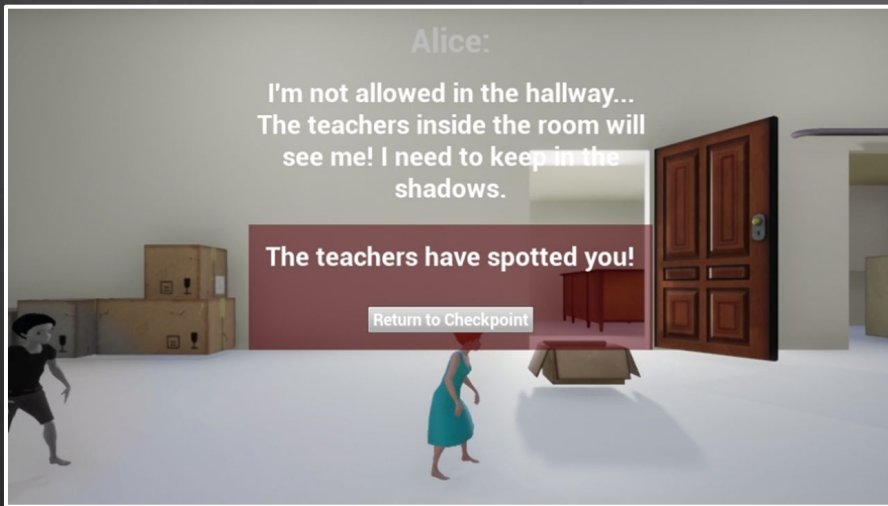 Alice:
I'm not allowed in the hallway...
The teachers inside the room will
see me! I need to keep in the
shadows.
The teachers have spotted you!
Return to Checkpoint